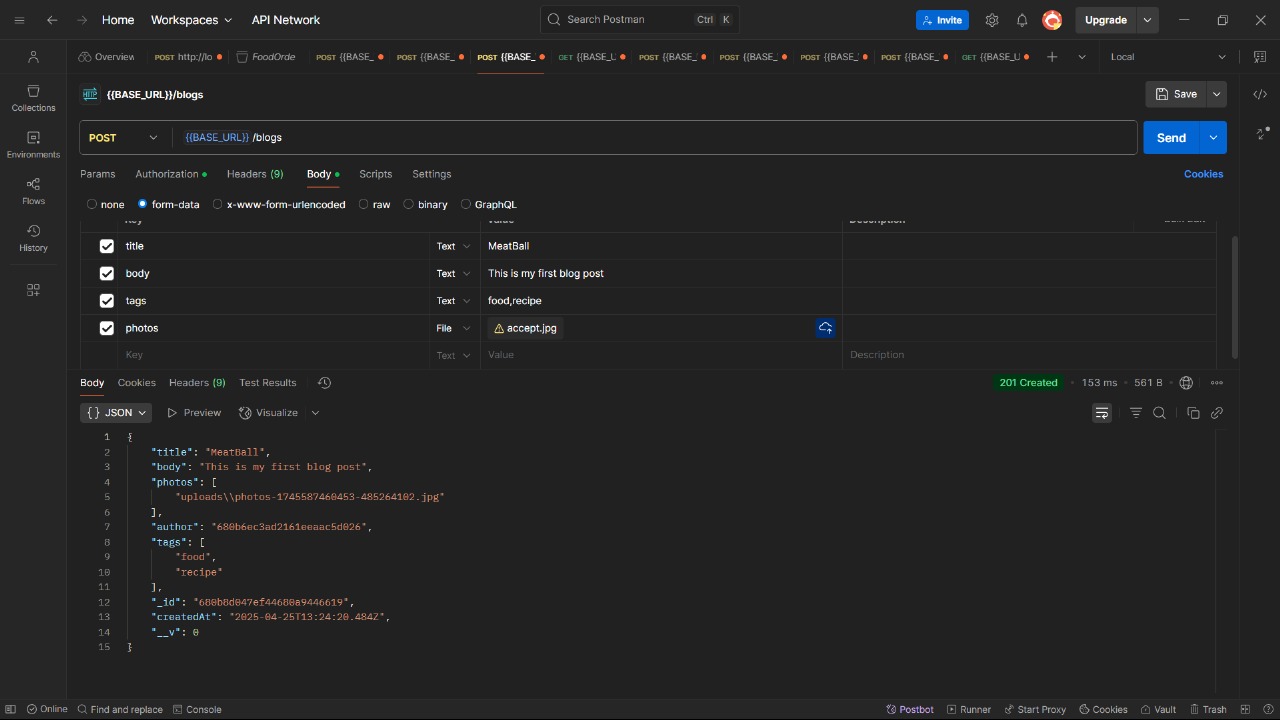 Home Workspaces API Network Search Postman Ctrl K Invite Upgrade
Overview POST http://lo FoodOrde POST {{BASE_ POST {{BASE_ POST {{BASE_ GET {{BASE_U POST {{BASE_ POST {{BASE_ POST {{BASE_ POST {{BASE_ GET {{BASE_U Local
Collections
Environments
Flows
History
HTTP {{BASE_URL}}/blogs Save
POST {{BASE_URL}} /blogs Send
Params Authorization Headers (9) Body Scripts Settings Cookies
none form-data x-www-form-urlencoded raw binary GraphQL
title Text MeatBall
body Text This is my first blog post
tags Text food,recipe
photos File accept.jpg
Key Text Value Description
Body Cookies Headers (9) Test Results 201 Created 153 ms 561 B
{} JSON Preview Visualize
1 {
2 "title": "MeatBall",
3 "body": "This is my first blog post",
4 "photos": [
5 "uploads\\photos-1745587460453-485264102.jpg"
6 ],
7 "author": "680b6ec3ad2161eeaac5d026",
8 "tags": [
9 "food",
10 "recipe"
11 ],
12 "_id": "680b8d047ef44680a9446619",
13 "createdAt": "2025-04-25T13:24:20.484Z",
14 "__v": 0
15 }
Online Find and replace Console Postbot Runner Start Proxy Cookies Vault Trash